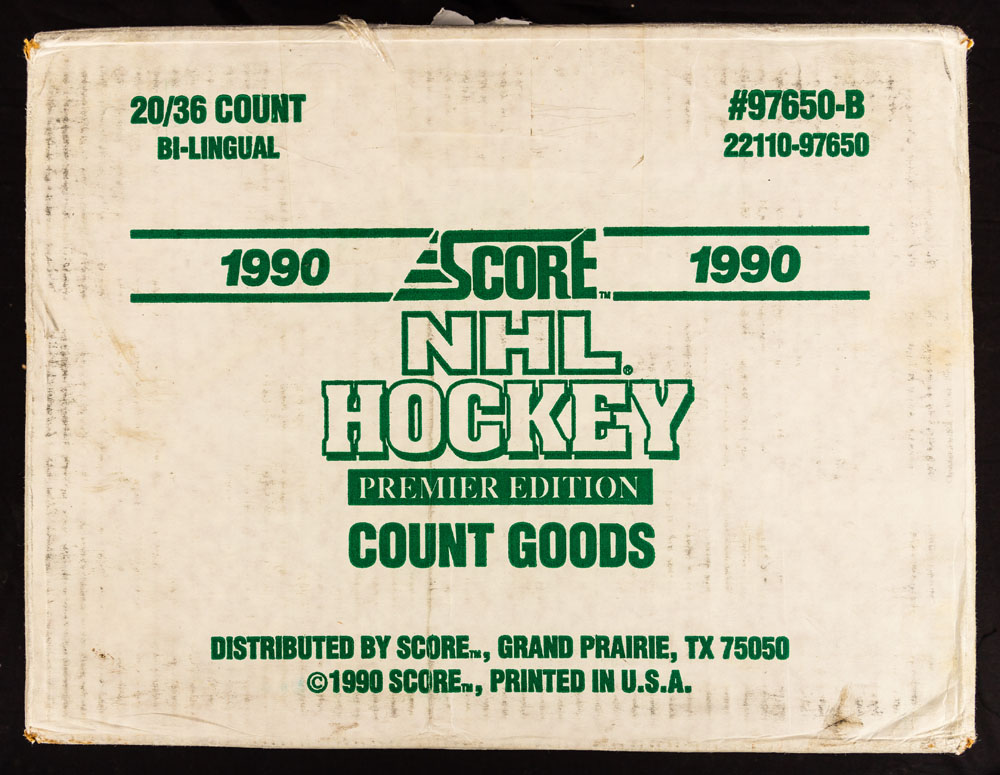 20/36 COUNT
BI-LINGUAL
#97650-B
22110-97650
1990 SCORE™ 1990
NHL®
HOCKEY
PREMIER EDITION
COUNT GOODS
DISTRIBUTED BY SCORE™, GRAND PRAIRIE, TX 75050
©1990 SCORE™, PRINTED IN U.S.A.